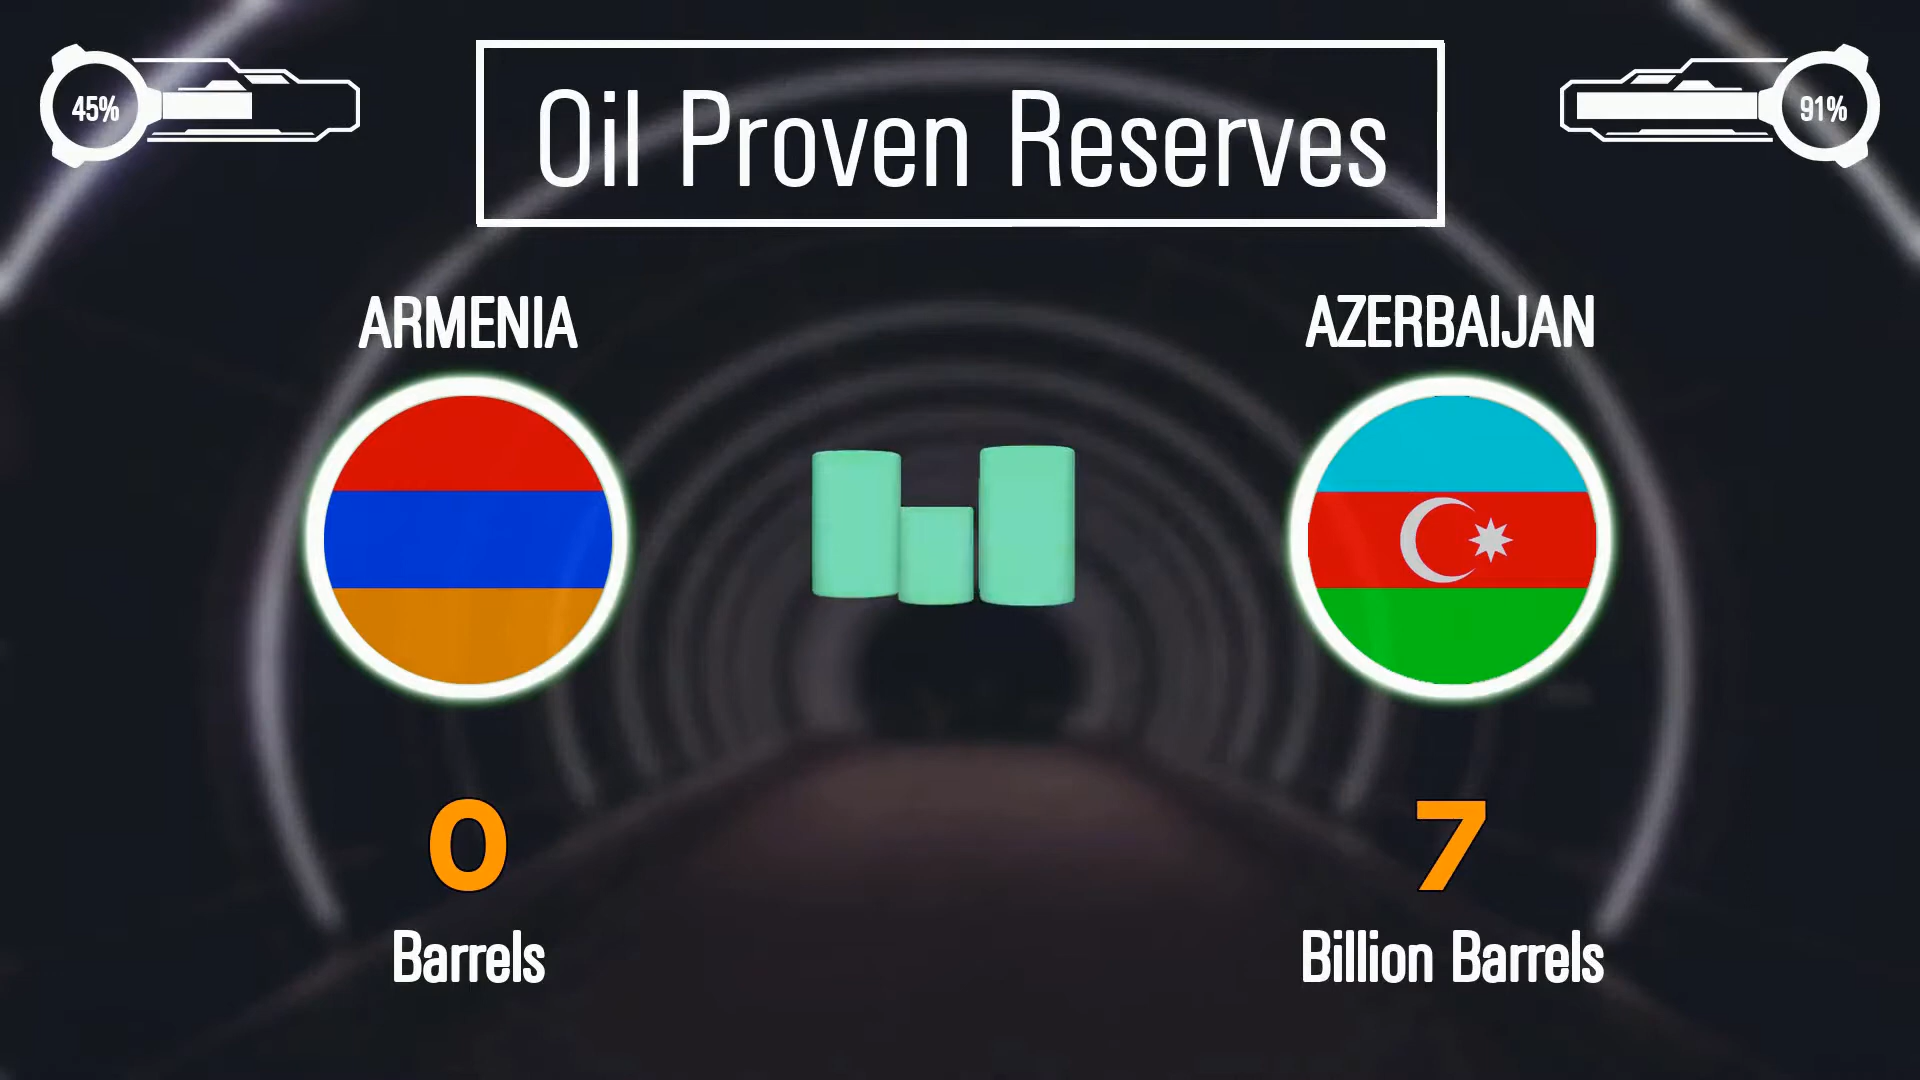 45%
Oil Proven Reserves
91%
ARMENIA
AZERBAIJAN
0
7
Barrels
Billion Barrels